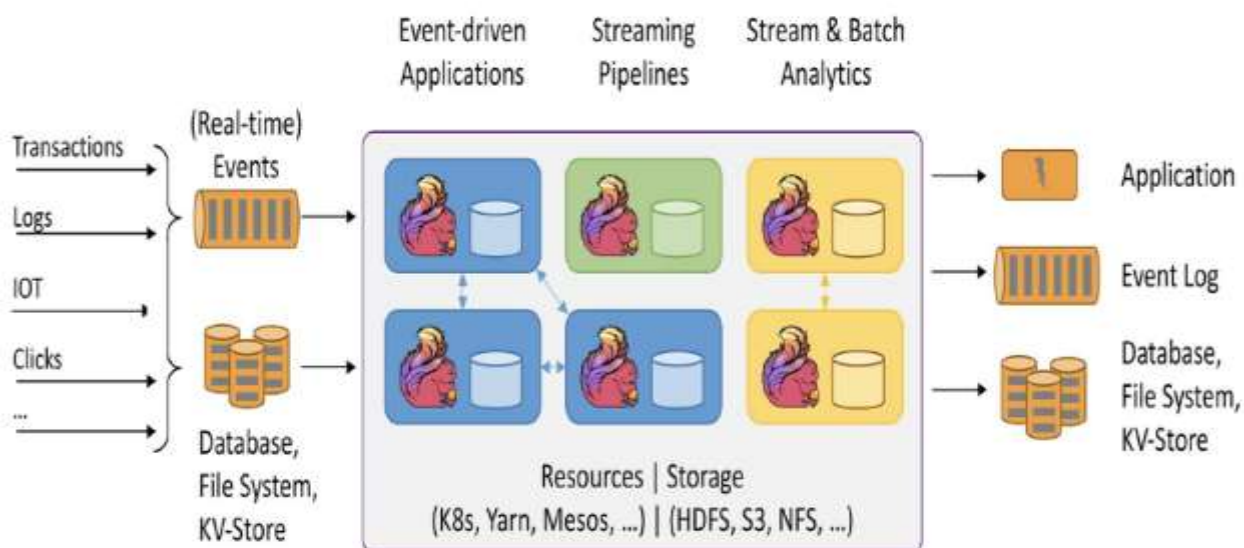 Event-driven
Applications
Streaming
Pipelines
Stream & Batch
Analytics
(Real-time)
Events
Transactions
Logs
IOT
Clicks
...
Database,
File System,
KV-Store
Resources | Storage
(K8s, Yarn, Mesos, ...) | (HDFS, S3, NFS, ...)
Application
Event Log
Database,
File System,
KV-Store